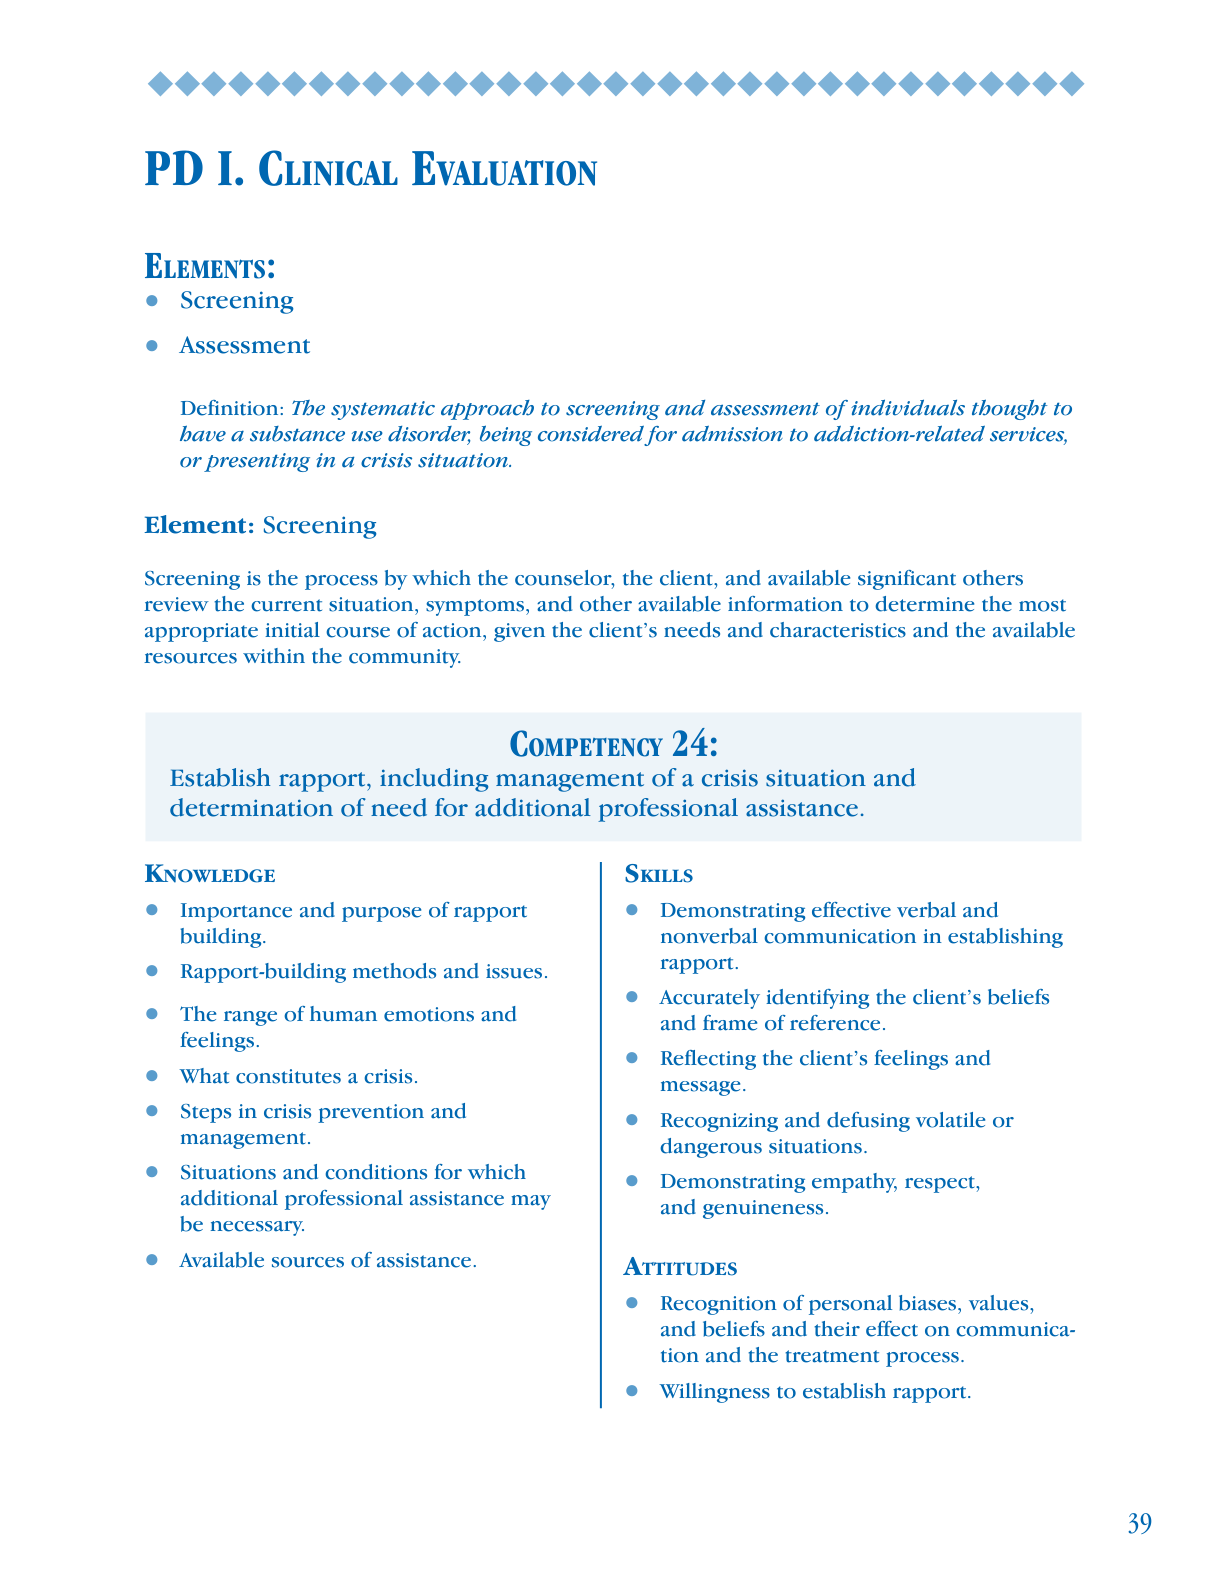 PD I. Clinical Evaluation
Elements:
● Screening
● Assessment
Definition: The systematic approach to screening and assessment of individuals thought to
have a substance use disorder, being considered for admission to addiction-related services,
or presenting in a crisis situation.
Element: Screening
Screening is the process by which the counselor, the client, and available significant others
review the current situation, symptoms, and other available information to determine the most
appropriate initial course of action, given the client’s needs and characteristics and the available
resources within the community.
Competency 24:
Establish rapport, including management of a crisis situation and
determination of need for additional professional assistance.
Knowledge
● Importance and purpose of rapport
building.
● Rapport-building methods and issues.
● The range of human emotions and
feelings.
● What constitutes a crisis.
● Steps in crisis prevention and
management.
● Situations and conditions for which
additional professional assistance may
be necessary.
● Available sources of assistance.
Skills
● Demonstrating effective verbal and
nonverbal communication in establishing
rapport.
● Accurately identifying the client’s beliefs
and frame of reference.
● Reflecting the client’s feelings and
message.
● Recognizing and defusing volatile or
dangerous situations.
● Demonstrating empathy, respect,
and genuineness.
Attitudes
● Recognition of personal biases, values,
and beliefs and their effect on communica-
tion and the treatment process.
● Willingness to establish rapport.
39